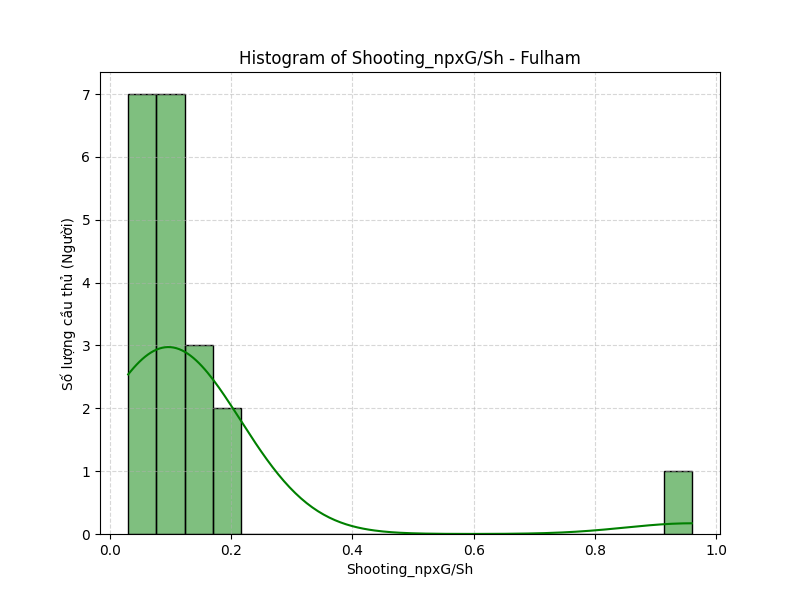 Histogram of Shooting_npxG/Sh - Fulham
Số lượng cầu thủ (Người)
7
6
5
4
3
2
1
0
0.0 0.2 0.4 0.6 0.8 1.0
Shooting_npxG/Sh